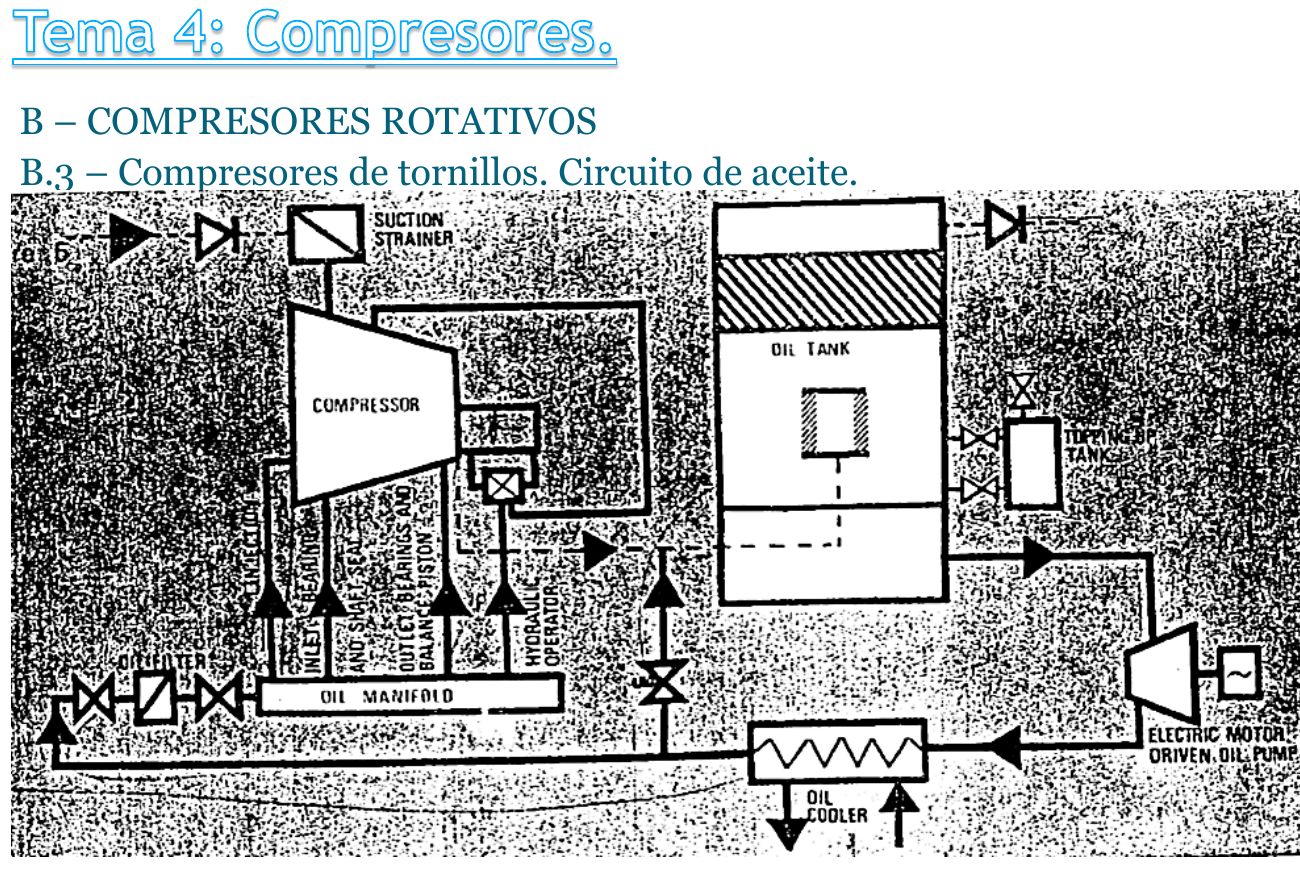 Tema 4: Compresores.
B – COMPRESORES ROTATIVOS
B.3 – Compresores de tornillos. Circuito de aceite.
SUCTION
STRAINER
COMPRESSOR
OIL TANK
TOPPING UP
TANK
INJECTION
INLET BEARING
AND SHAFT SEAL
OUTLET BEARINGS AND
BALANCE PISTON
HYDRAULIC
OPERATOR
OIL FILTER
OIL MANIFOLD
~
ELECTRIC MOTOR
DRIVEN OIL PUMP
OIL
COOLER